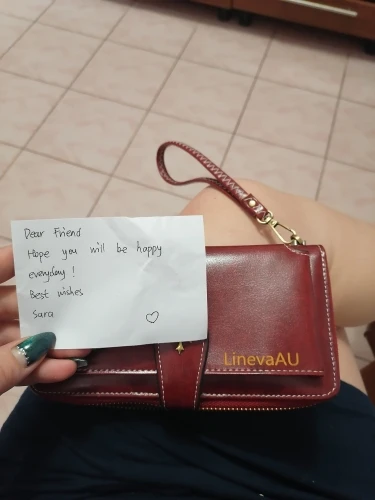 Dear Friend
Hope you will be happy
everyday !
Best wishes
Sara
LinevaAU